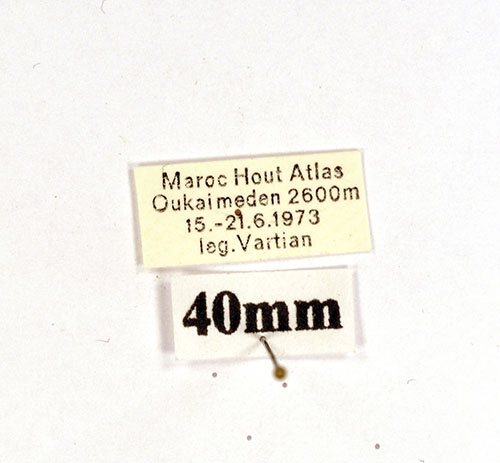 Maroc Hout Atlas
Oukaimeden 2600m
15.-21.6.1973
leg.Vartian
40mm